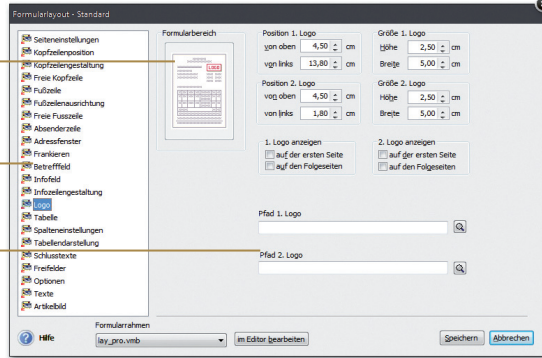 Formularlayout - Standard
Seiteneinstellungen
Kopfzeilenposition
Kopfzeilengestaltung
Freie Kopfzeile
Fußzeile
Fußzeilenausrichtung
Freie Fusszeile
Absenderzeile
Adressfenster
Frankieren
Betrefffeld
Infofeld
Infozeilengestaltung
Logo
Tabelle
Spalteneinstellungen
Tabellendarstellung
Schlusstexte
Freifelder
Optionen
Texte
Artikelbild
Formularbereich
LOGO
Position 1. Logo
von oben 4,50 cm
von links 13,80 cm
Größe 1. Logo
Höhe 2,50 cm
Breite 5,00 cm
Position 2. Logo
von oben 4,50 cm
von links 1,80 cm
Größe 2. Logo
Höhe 2,50 cm
Breite 5,00 cm
1. Logo anzeigen
auf der ersten Seite
auf den Folgeseiten
2. Logo anzeigen
auf der ersten Seite
auf den Folgeseiten
Pfad 1. Logo
Pfad 2. Logo
Hilfe
Formularrahmen
lay_pro.vmb
im Editor bearbeiten
Speichern
Abbrechen